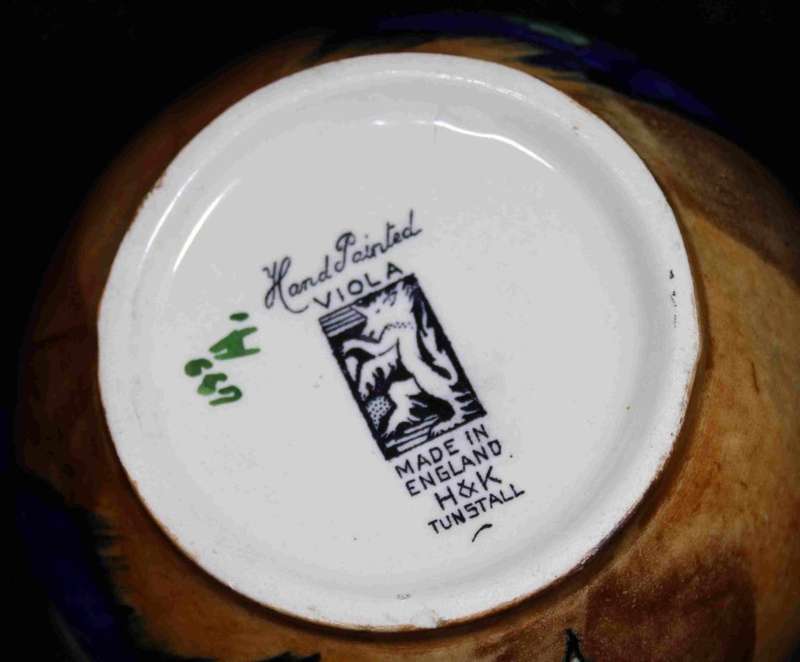 Hand Painted
VIOLA
MADE IN
ENGLAND
H&K
TUNSTALL
A.